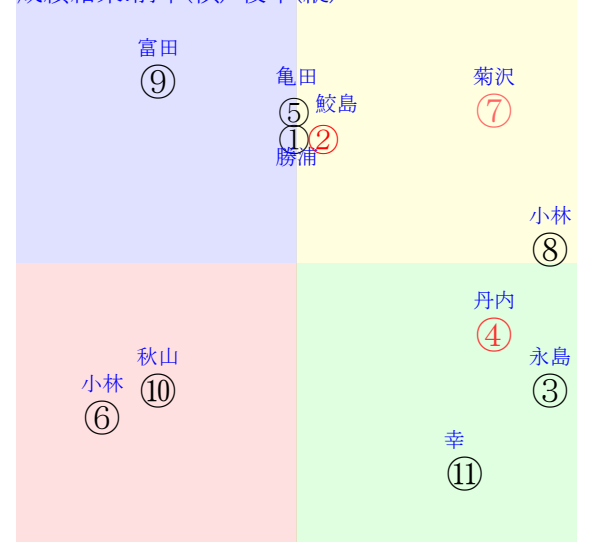 富田
⑨
亀田
菊沢
⑤
鮫島
⑦
①②
勝浦
小林
⑧
丹内
④
秋山
永島
小林
⑩
③
⑥
幸
⑪